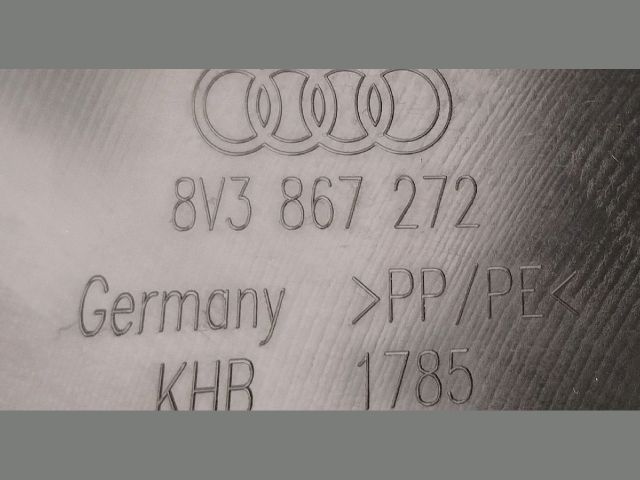 8V3 867 272
Germany >PP/PE<
KHB 1785